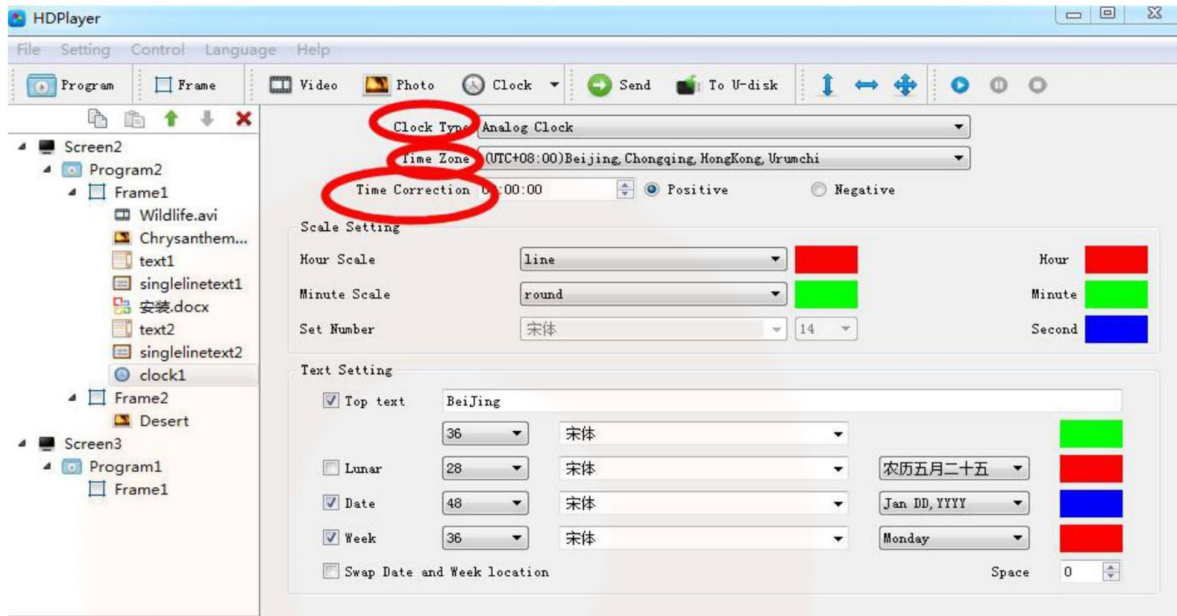 HDPlayer
File Setting Control Language Help
Program Frame Video Photo Clock Send To U-disk
Screen2
Program2
Frame1
Wildlife.avi
Chrysanthem...
text1
singlelinetext1
安装.docx
text2
singlelinetext2
clock1
Frame2
Desert
Screen3
Program1
Frame1
Clock Type Analog Clock
Time Zone (UTC+08:00)Beijing,Chongqing,HongKong,Urumchi
Time Correction 00:00:00 Positive Negative
Scale Setting
Hour Scale line Hour
Minute Scale round Minute
Set Number 宋体 14 Second
Text Setting
Top text BeiJing
36 宋体
Lunar 28 宋体 农历五月二十五
Date 48 宋体 Jan DD,YYYY
Week 36 宋体 Monday
Swap Date and Week location Space 0